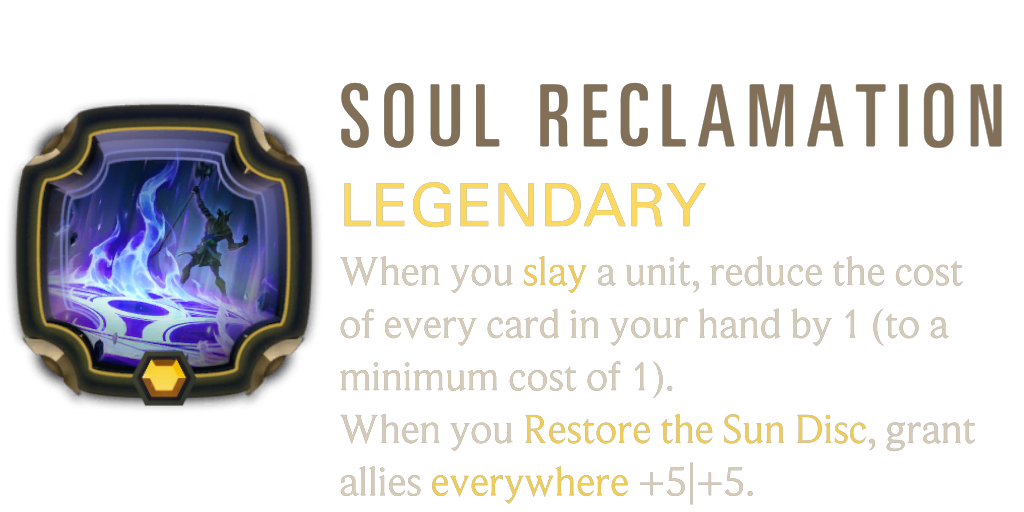 SOUL RECLAMATION
LEGENDARY
When you slay a unit, reduce the cost
of every card in your hand by 1 (to a
minimum cost of 1).
When you Restore the Sun Disc, grant
allies everywhere +5|+5.